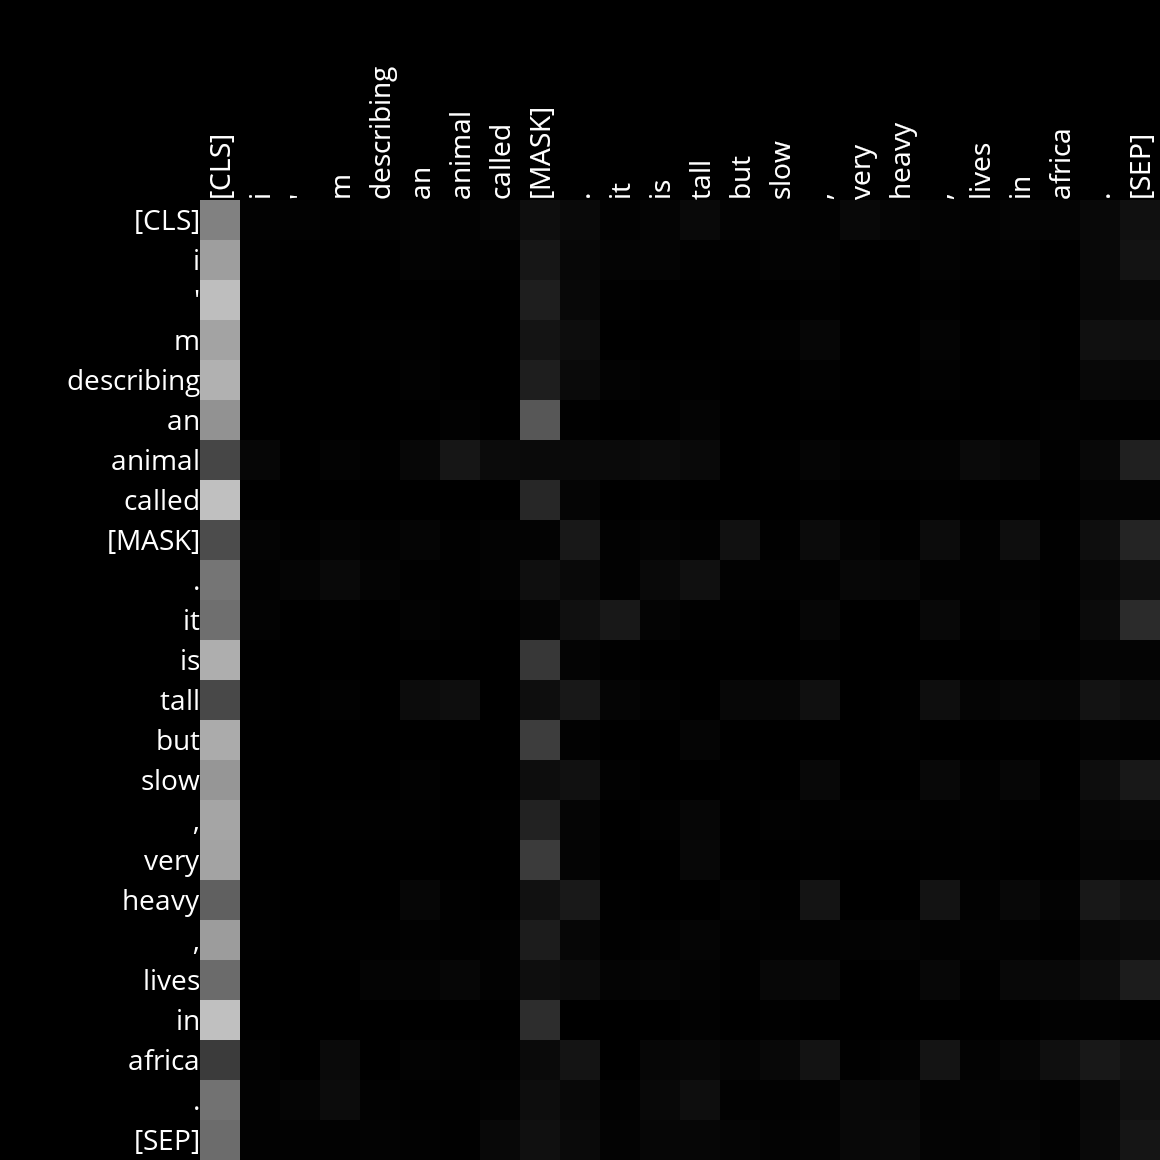 [CLS] i ' m describing an animal called [MASK] . it is tall but slow , very heavy , lives in africa . [SEP]
[CLS]
i
'
m
describing
an
animal
called
[MASK]
.
it
is
tall
but
slow
,
very
heavy
,
lives
in
africa
.
[SEP]